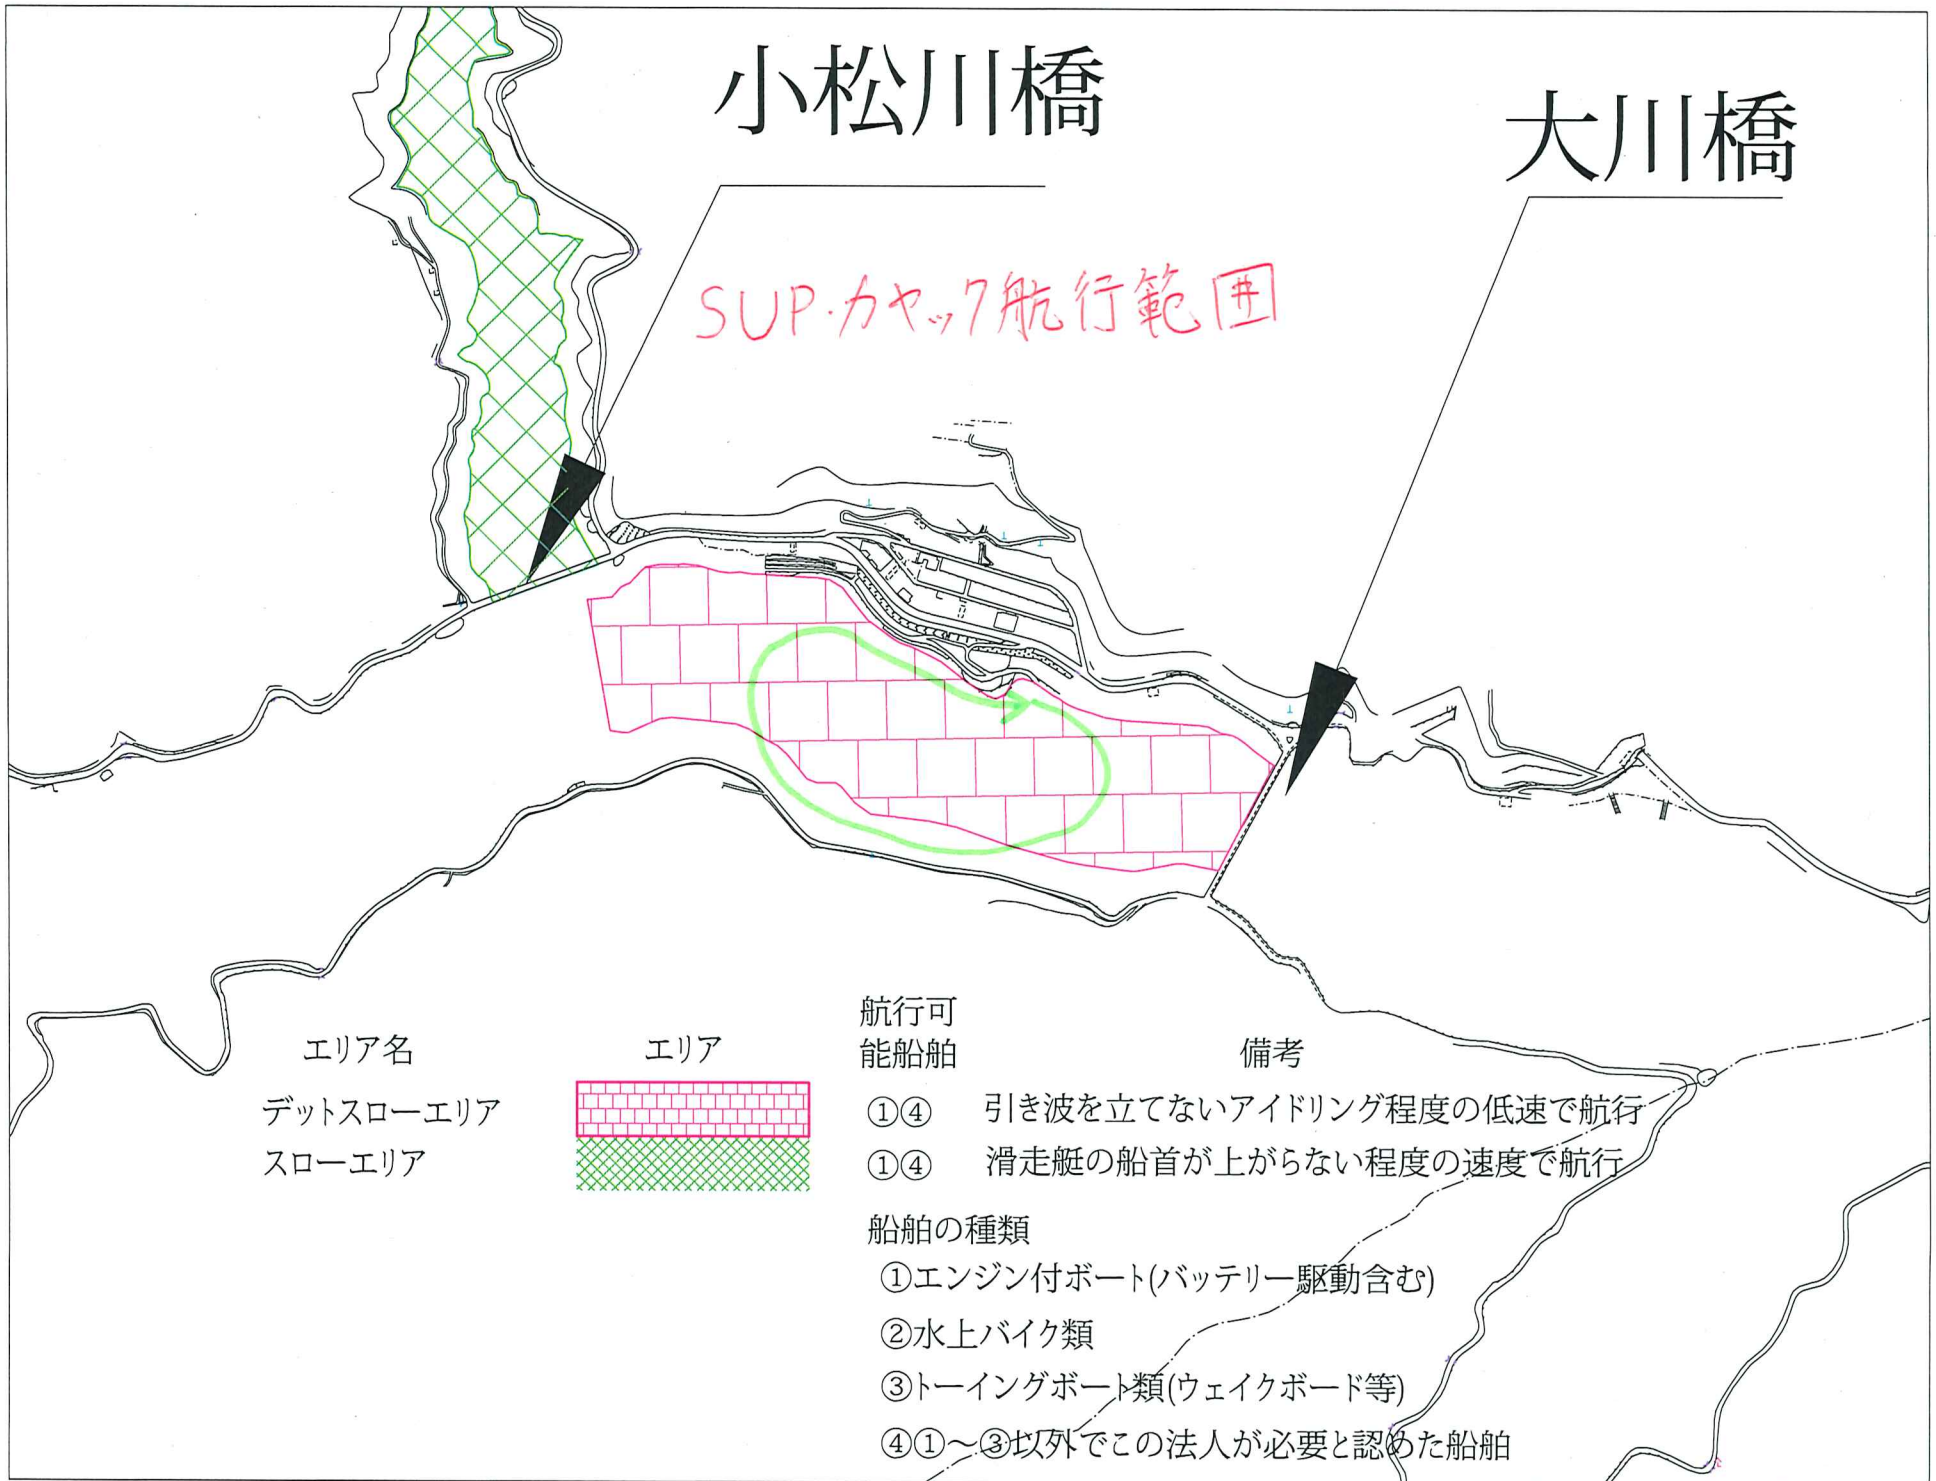 小松川橋
大川橋
SUP・カヤック航行範囲
エリア名 エリア 航行可能船舶 備考
デットスローエリア ①④ 引き波を立てないアイドリング程度の低速で航行
スローエリア ①④ 滑走艇の船首が上がらない程度の速度で航行
船舶の種類
①エンジン付ボート(バッテリー駆動含む)
②水上バイク類
③トーイングボート類(ウェイクボード等)
④①～③以外でこの法人が必要と認めた船舶